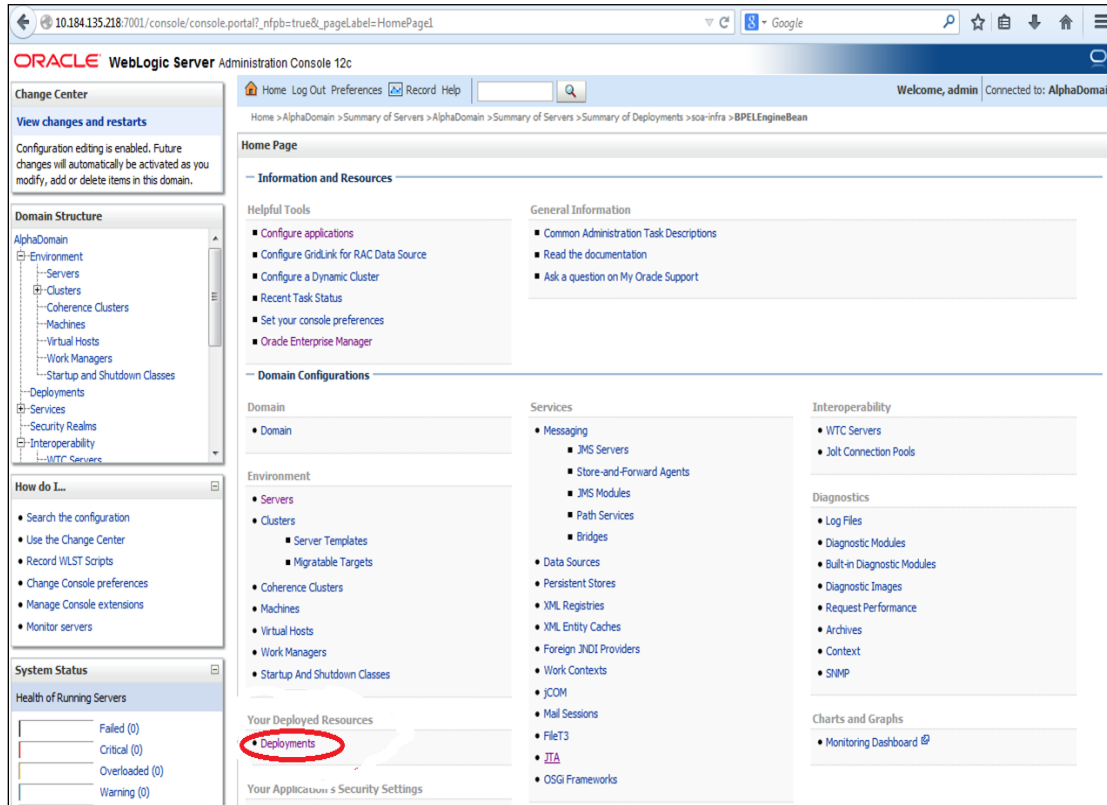 10.184.135.218:7001/console/console.portal?_nfpb=true&_pageLabel=HomePage1
8 - Google
ORACLE WebLogic Server Administration Console 12c
Change Center
View changes and restarts
Configuration editing is enabled. Future
changes will automatically be activated as you
modify, add or delete items in this domain.
Domain Structure
AlphaDomain
Environment
Servers
Clusters
Coherence Clusters
Machines
Virtual Hosts
Work Managers
Startup and Shutdown Classes
Deployments
Services
Security Realms
Interoperability
WTC Servers
How do I...
Search the configuration
Use the Change Center
Record WLST Scripts
Change Console preferences
Manage Console extensions
Monitor servers
System Status
Health of Running Servers
Failed (0)
Critical (0)
Overloaded (0)
Warning (0)
Home Log Out Preferences Record Help
Welcome, admin Connected to: AlphaDomai
Home >AlphaDomain >Summary of Servers >AlphaDomain >Summary of Servers >Summary of Deployments >soa-infra >BPELEngineBean
Home Page
Information and Resources
Helpful Tools
Configure applications
Configure GridLink for RAC Data Source
Configure a Dynamic Cluster
Recent Task Status
Set your console preferences
Oracle Enterprise Manager
General Information
Common Administration Task Descriptions
Read the documentation
Ask a question on My Oracle Support
Domain Configurations
Domain
Domain
Environment
Servers
Clusters
Server Templates
Migratable Targets
Coherence Clusters
Machines
Virtual Hosts
Work Managers
Startup And Shutdown Classes
Your Deployed Resources
Deployments
Your Application's Security Settings
Services
Messaging
JMS Servers
Store-and-Forward Agents
JMS Modules
Path Services
Bridges
Data Sources
Persistent Stores
XML Registries
XML Entity Caches
Foreign JNDI Providers
Work Contexts
jCOM
Mail Sessions
FileT3
JTA
OSGi Frameworks
Interoperability
WTC Servers
Jolt Connection Pools
Diagnostics
Log Files
Diagnostic Modules
Built-in Diagnostic Modules
Diagnostic Images
Request Performance
Archives
Context
SNMP
Charts and Graphs
Monitoring Dashboard